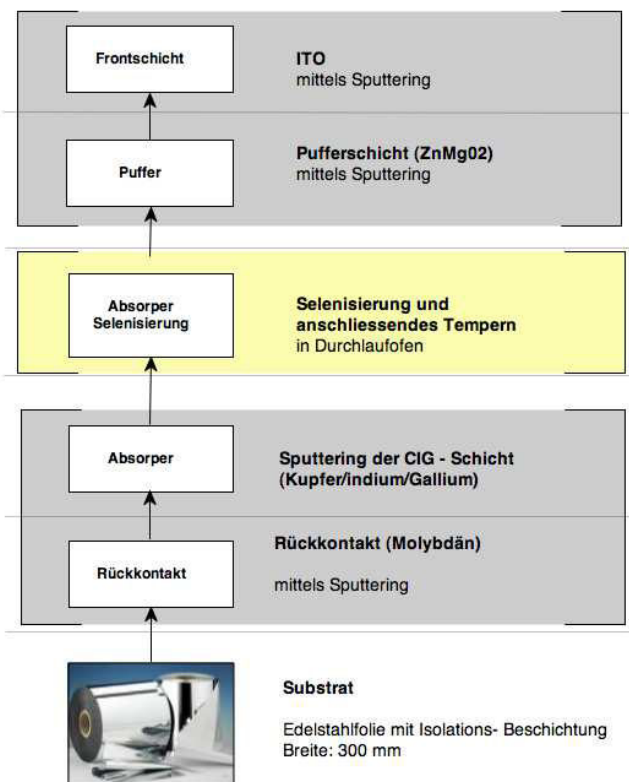 Frontschicht
ITO
mittels Sputtering
Puffer
Pufferschicht (ZnMg02)
mittels Sputtering
Absorper
Selenisierung
Selenisierung und
anschliessendes Tempern
in Durchlaufofen
Absorper
Sputtering der CIG - Schicht
(Kupfer/indium/Gallium)
Rückkontakt
Rückkontakt (Molybdän)
mittels Sputtering
Substrat
Edelstahlfolie mit Isolations- Beschichtung
Breite: 300 mm